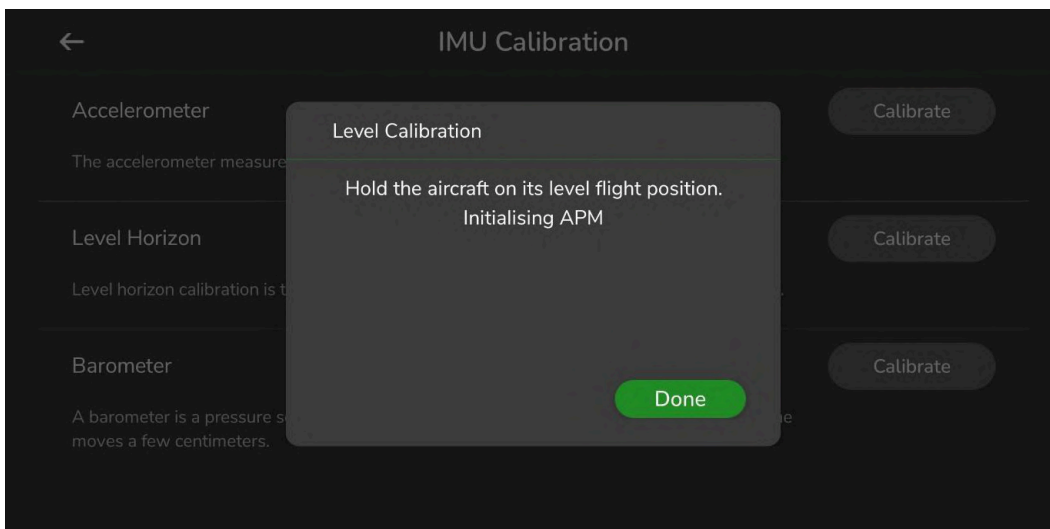 IMU Calibration
Accelerometer
Calibrate
The accelerometer measure
Level Calibration
Hold the aircraft on its level flight position.
Initialising APM
Level Horizon
Calibrate
Level horizon calibration is t
Barometer
Calibrate
Done
A barometer is a pressure s
moves a few centimeters.